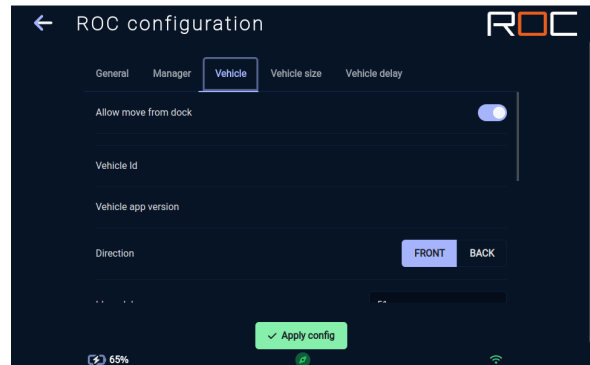 ROC configuration
ROC
General Manager Vehicle Vehicle size Vehicle delay
Allow move from dock
Vehicle Id
Vehicle app version
Direction FRONT BACK
Apply config
65%